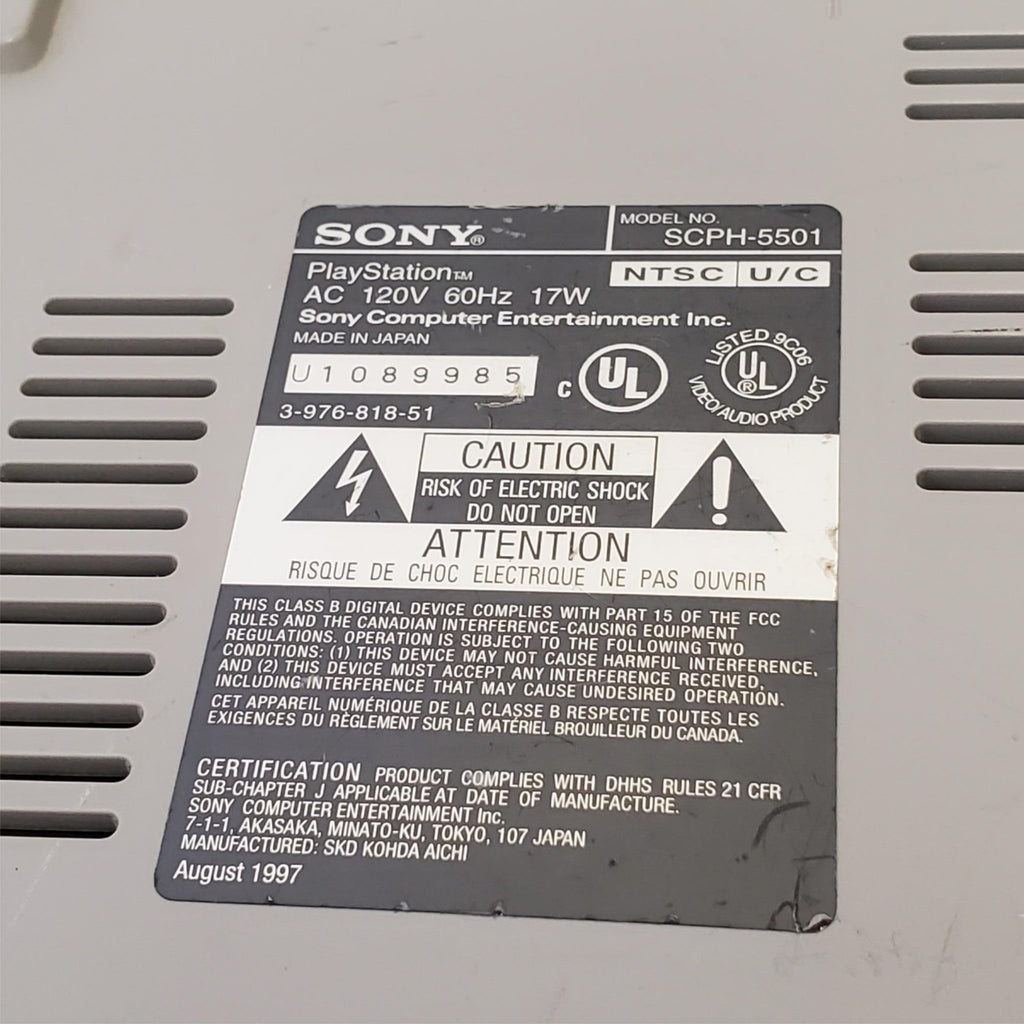 SONY®
MODEL NO.
SCPH-5501
PlayStation™
NTSC U/C
AC 120V 60Hz 17W
Sony Computer Entertainment Inc.
MADE IN JAPAN
U1089985
C UL
LISTED 9C06
UL®
VIDEO/AUDIO PRODUCT
3-976-818-51
CAUTION
RISK OF ELECTRIC SHOCK
DO NOT OPEN
ATTENTION
RISQUE DE CHOC ELECTRIQUE NE PAS OUVRIR
THIS CLASS B DIGITAL DEVICE COMPLIES WITH PART 15 OF THE FCC
RULES AND THE CANADIAN INTERFERENCE-CAUSING EQUIPMENT
REGULATIONS. OPERATION IS SUBJECT TO THE FOLLOWING TWO
CONDITIONS: (1) THIS DEVICE MAY NOT CAUSE HARMFUL INTERFERENCE,
AND (2) THIS DEVICE MUST ACCEPT ANY INTERFERENCE RECEIVED,
INCLUDING INTERFERENCE THAT MAY CAUSE UNDESIRED OPERATION.
CET APPAREIL NUMÉRIQUE DE LA CLASSE B RESPECTE TOUTES LES
EXIGENCES DU RÈGLEMENT SUR LE MATÉRIEL BROUILLEUR DU CANADA.
CERTIFICATION PRODUCT COMPLIES WITH DHHS RULES 21 CFR
SUB-CHAPTER J APPLICABLE AT DATE OF MANUFACTURE.
SONY COMPUTER ENTERTAINMENT Inc.
7-1-1, AKASAKA, MINATO-KU, TOKYO, 107 JAPAN
MANUFACTURED: SKD KOHDA AICHI
August 1997